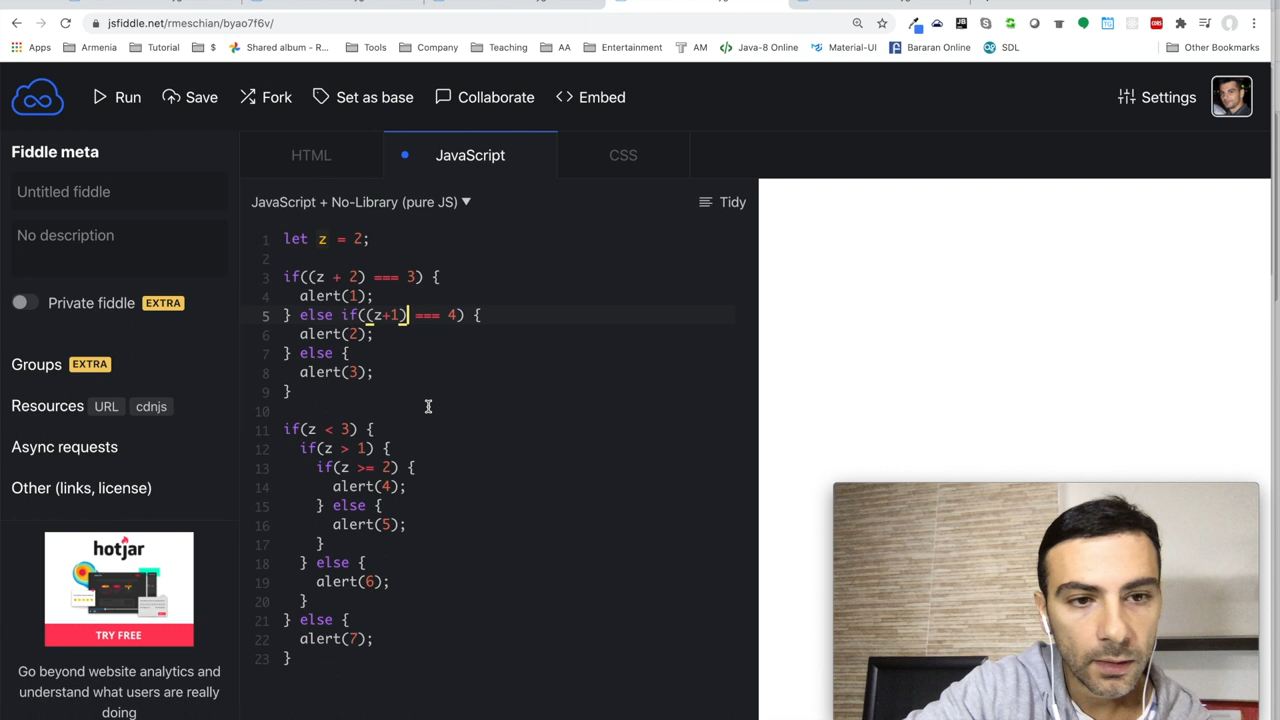 jsfiddle.net/rmeschian/byao7f6v/
Apps Armenia Tutorial $ Shared album - R... Tools Company Teaching AA Entertainment AM Java-8 Online Material-UI Bararan Online SDL Other Bookmarks
Run Save Fork Set as base Collaborate Embed Settings
Fiddle meta
Untitled fiddle
No description
Private fiddle EXTRA
Groups EXTRA
Resources URL cdnjs
Async requests
Other (links, license)
hotjar
TRY FREE
Go beyond website analytics and
understand what users are really
doing
HTML JavaScript CSS
JavaScript + No-Library (pure JS) ▼ Tidy
1 let z = 2;
2
3 if((z + 2) === 3) {
4 alert(1);
5 } else if((z+1) === 4) {
6 alert(2);
7 } else {
8 alert(3);
9 }
10
11 if(z < 3) {
12 if(z > 1) {
13 if(z >= 2) {
14 alert(4);
15 } else {
16 alert(5);
17 }
18 } else {
19 alert(6);
20 }
21 } else {
22 alert(7);
23 }